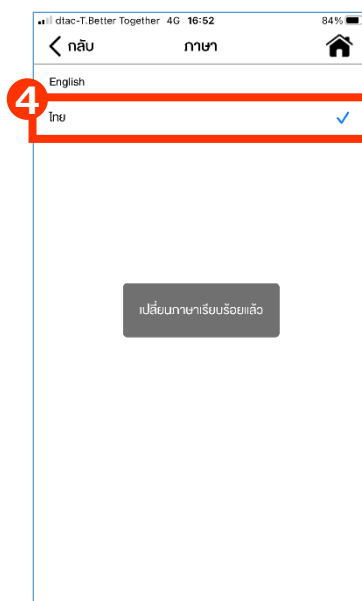 dtac-T.Better Together 4G 16:52 84%
กลับ ภาษา
English
4
ไทย
เปลี่ยนภาษาเรียบร้อยแล้ว